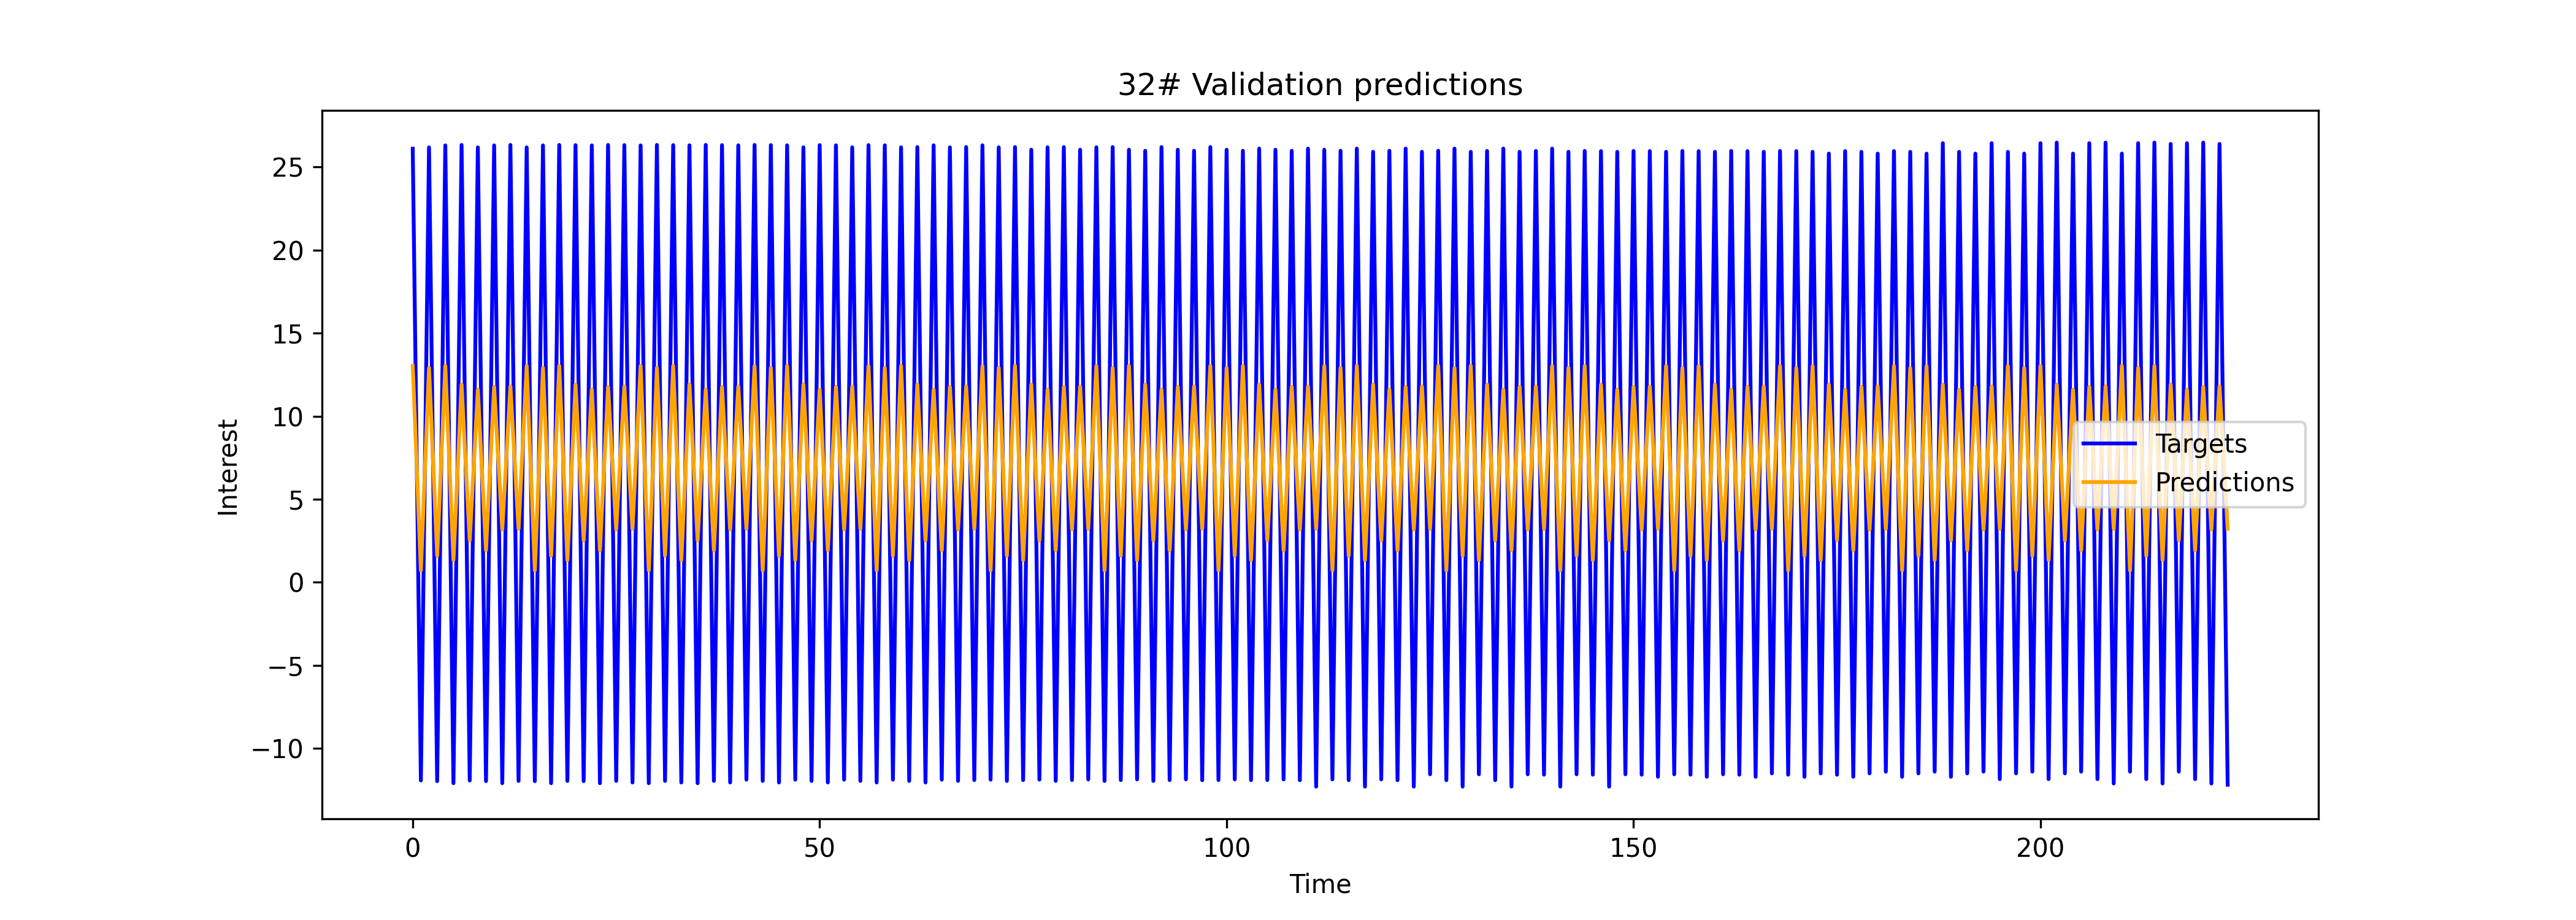 32# Validation predictions
25
20
15
10
5
0
−5
−10
Interest
Targets
Predictions
0 50 100 150 200
Time